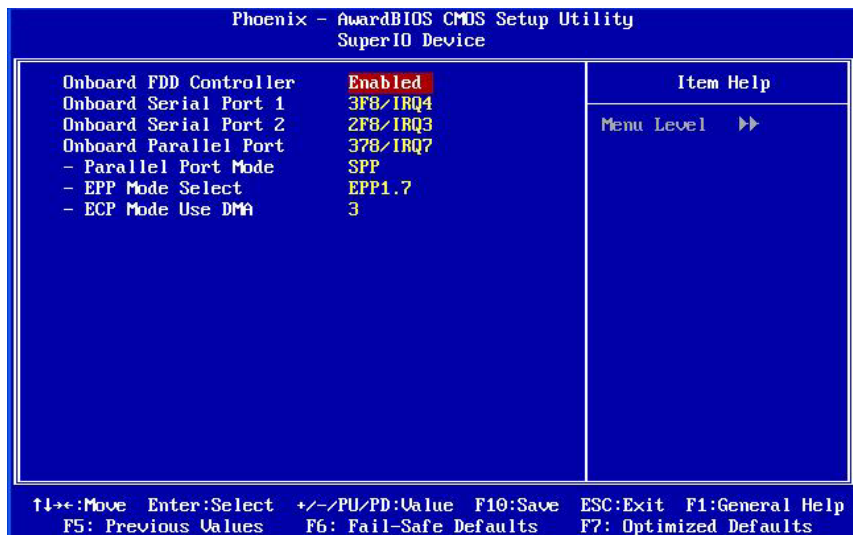 Phoenix - AwardBIOS CMOS Setup Utility
SuperIO Device
Onboard FDD Controller Enabled
Onboard Serial Port 1 3F8/IRQ4
Onboard Serial Port 2 2F8/IRQ3
Onboard Parallel Port 378/IRQ7
- Parallel Port Mode SPP
- EPP Mode Select EPP1.7
- ECP Mode Use DMA 3
Item Help
Menu Level ▶▶
↑↓→←:Move Enter:Select +/-/PU/PD:Value F10:Save ESC:Exit F1:General Help
F5: Previous Values F6: Fail-Safe Defaults F7: Optimized Defaults